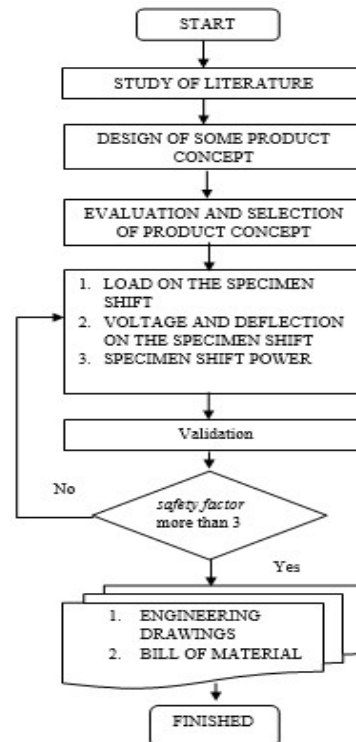 START
STUDY OF LITERATURE
DESIGN OF SOME PRODUCT
CONCEPT
EVALUATION AND SELECTION
OF PRODUCT CONCEPT
1. LOAD ON THE SPECIMEN
SHIFT
2. VOLTAGE AND DEFLECTION
ON THE SPECIMEN SHIFT
3. SPECIMEN SHIFT POWER
Validation
No
safety factor
more than 3
Yes
1. ENGINEERING
DRAWINGS
2. BILL OF MATERIAL
FINISHED